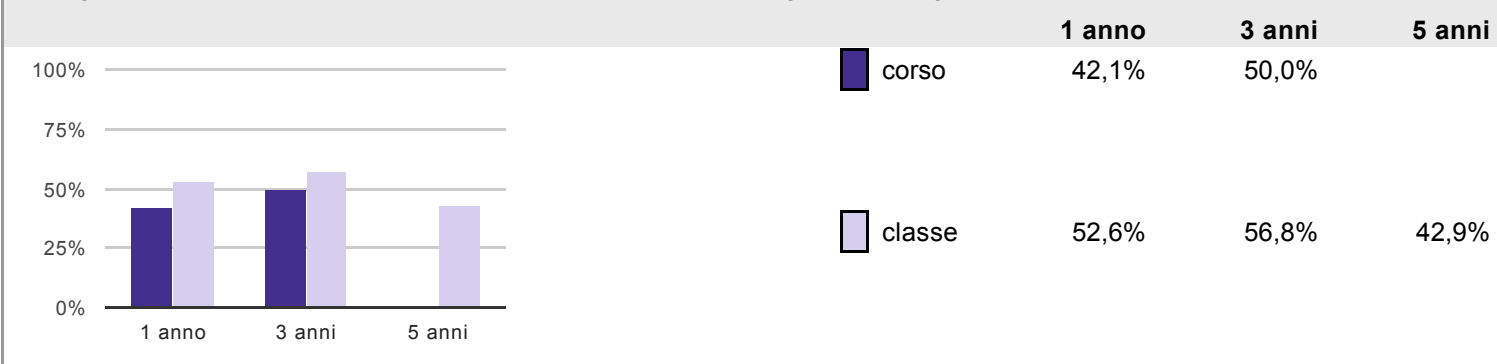 1 anno 3 anni 5 anni
100%
75%
50%
25%
0%
1 anno 3 anni 5 anni
corso 42,1% 50,0%
classe 52,6% 56,8% 42,9%